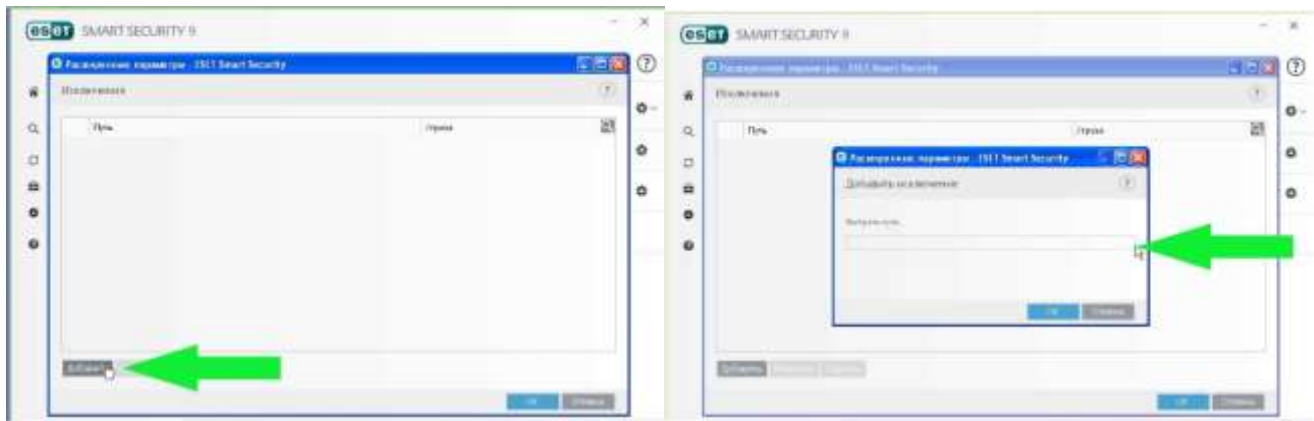 eset SMART SECURITY 9
Расширенные параметры - ESET Smart Security
Исключения
Путь
Угроза
Добавить
OK
Отмена
eset SMART SECURITY 9
Расширенные параметры - ESET Smart Security
Исключения
Путь
Угроза
Расширенные параметры - ESET Smart Security
Добавить исключение
OK
Отмена
Добавить
OK
Отмена